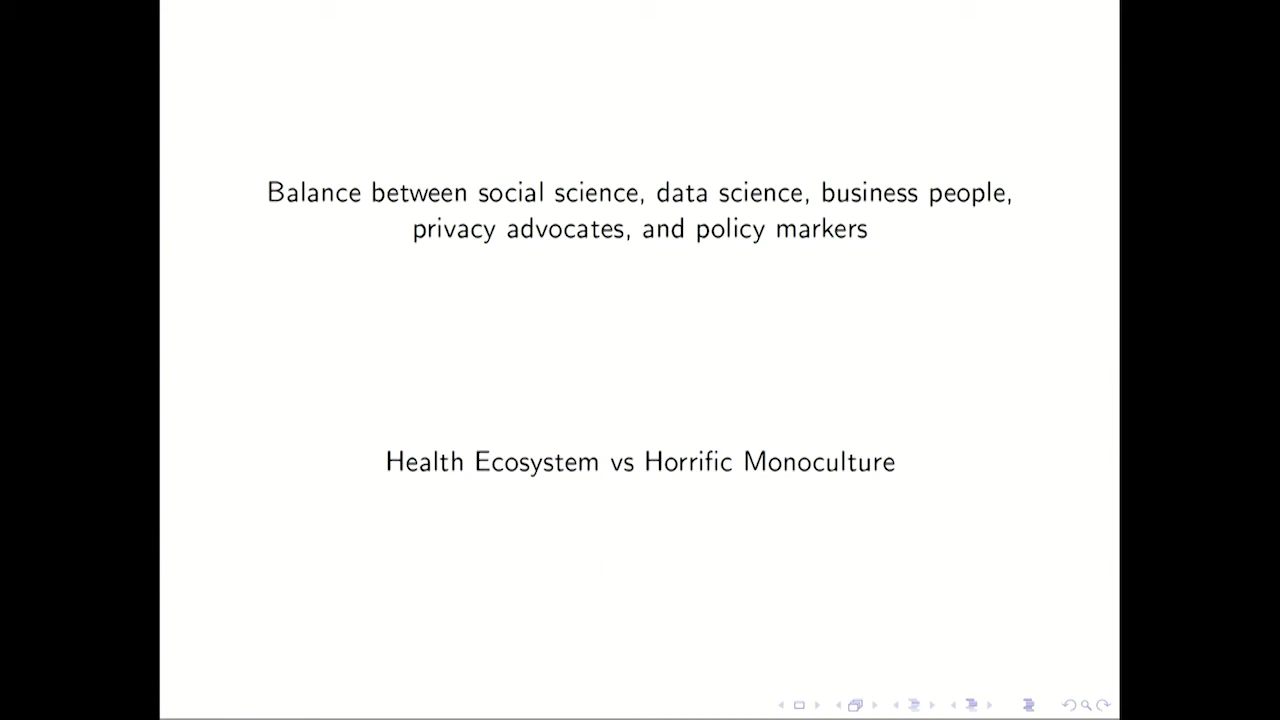 Balance between social science, data science, business people,
privacy advocates, and policy markers
Health Ecosystem vs Horrific Monoculture